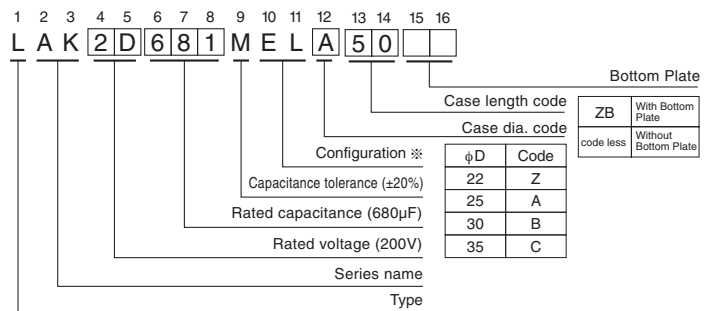 1 2 3 4 5 6 7 8 9 10 11 12 13 14 15 16
L A K 2 D 6 8 1 M E L A 5 0
Bottom Plate
Case length code
ZB With Bottom Plate
code less Without Bottom Plate
Case dia. code
Configuration ※
φD Code
22 Z
25 A
30 B
35 C
Capacitance tolerance (±20%)
Rated capacitance (680µF)
Rated voltage (200V)
Series name
Type